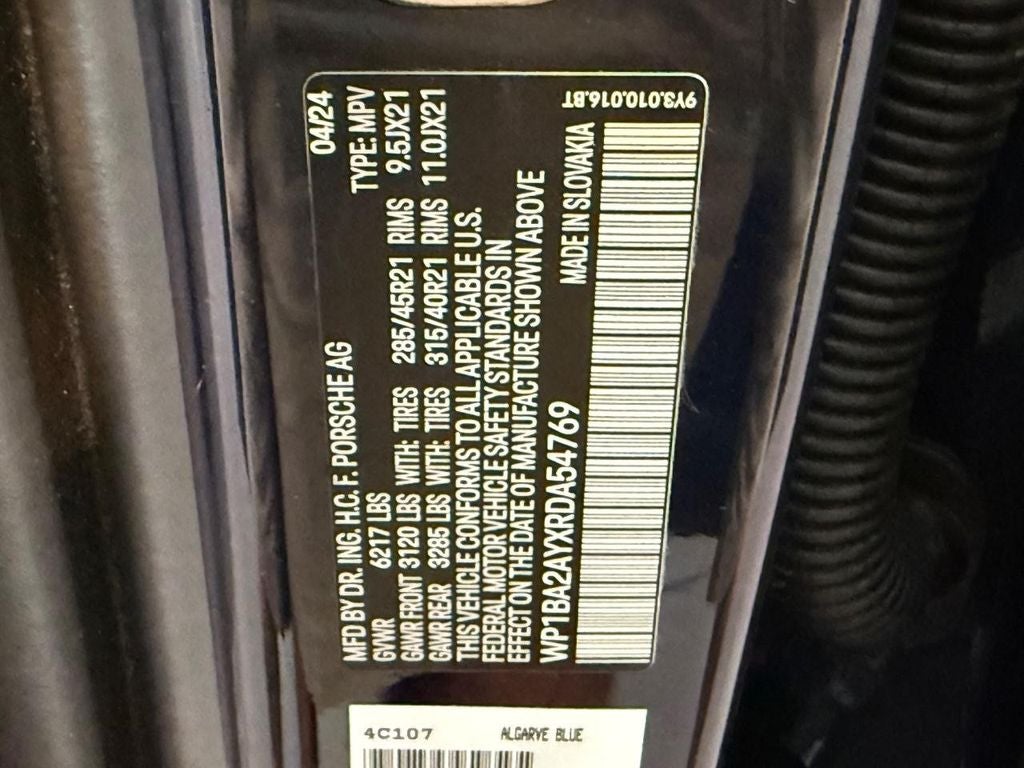 MFD BY DR. ING. H.C. F. PORSCHE AG 04/24
GVWR 6217 LBS TYPE: MPV
GAWR FRONT 3120 LBS WITH: TIRES 285/45R21 RIMS 9.5JX21
GAWR REAR 3285 LBS WITH: TIRES 315/40R21 RIMS 11.0JX21
THIS VEHICLE CONFORMS TO ALL APPLICABLE U.S.
FEDERAL MOTOR VEHICLE SAFETY STANDARDS IN
EFFECT ON THE DATE OF MANUFACTURE SHOWN ABOVE
WP1BA2AYXRDA54769 MADE IN SLOVAKIA
9Y3.010.016.BT
4C107 ALGARVE BLUE